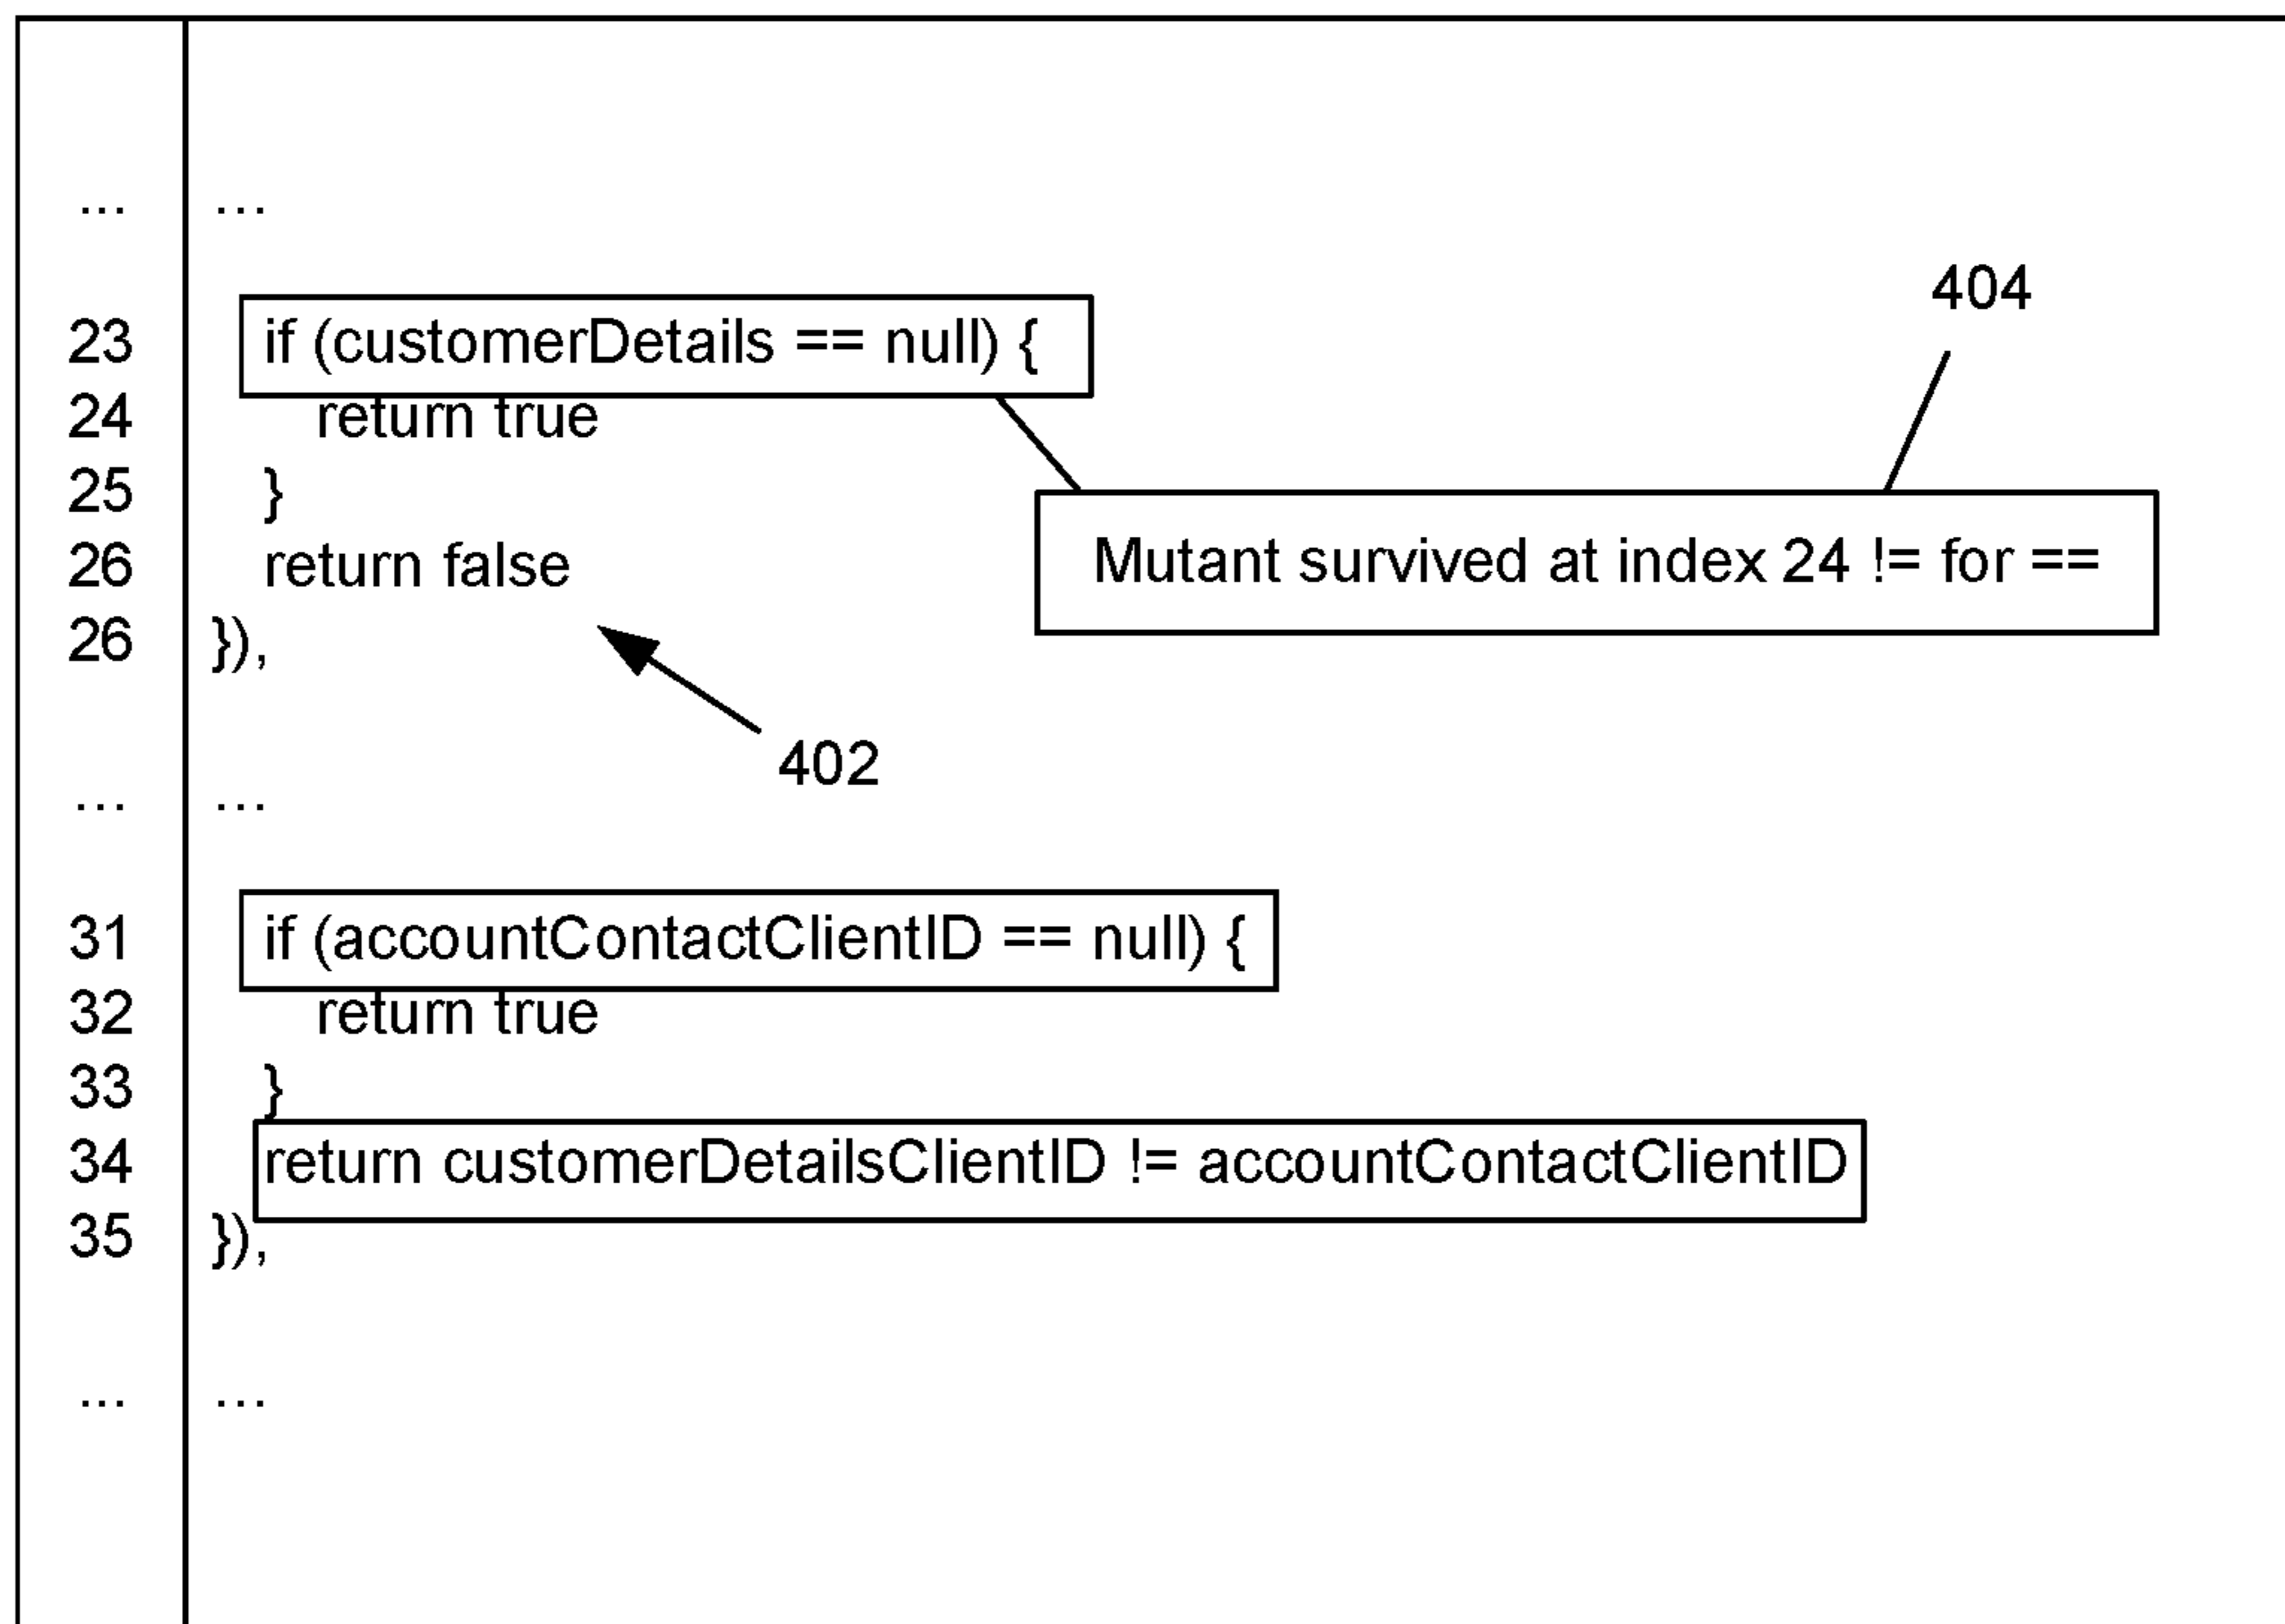 ... ...
404
23 if (customerDetails == null) {
24 return true
25 }
Mutant survived at index 24 != for ==
26 return false
26 }),
402
... ...
31 if (accountContactClientID == null) {
32 return true
33 }
34 return customerDetailsClientID != accountContactClientID
35 }),
... ...